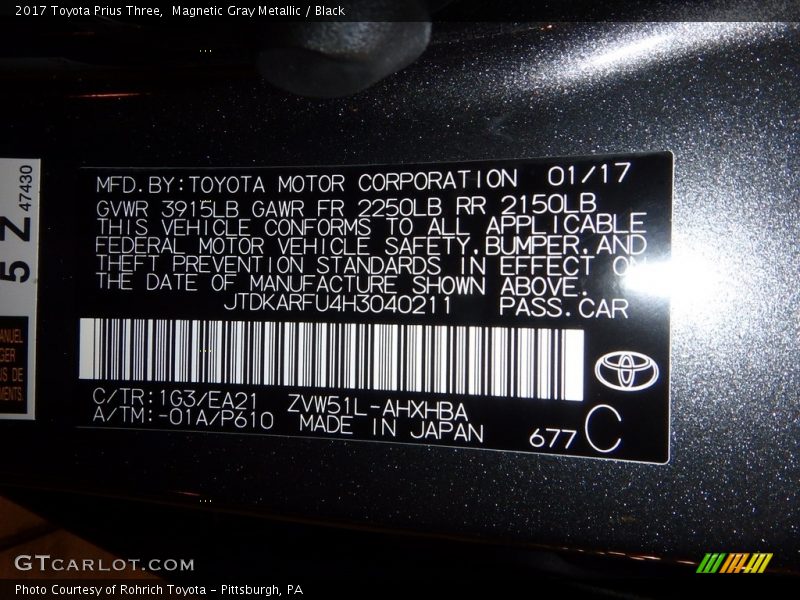 2017 Toyota Prius Three, Magnetic Gray Metallic / Black
47430
5 Z
MFD. BY: TOYOTA MOTOR CORPORATION 01/17
GVWR 3915LB GAWR FR 2250LB RR 2150LB
THIS VEHICLE CONFORMS TO ALL APPLICABLE
FEDERAL MOTOR VEHICLE SAFETY, BUMPER, AND
THEFT PREVENTION STANDARDS IN EFFECT
THE DATE OF MANUFACTURE SHOWN ABOVE.
JTDKARFU4H3040211 PASS. CAR
C/TR: 1G3/EA21 ZVW51L-AHXHBA
A/TM: -01A/P610 MADE IN JAPAN
677 C
GTCARLOT.COM
Photo Courtesy of Rohrich Toyota - Pittsburgh, PA